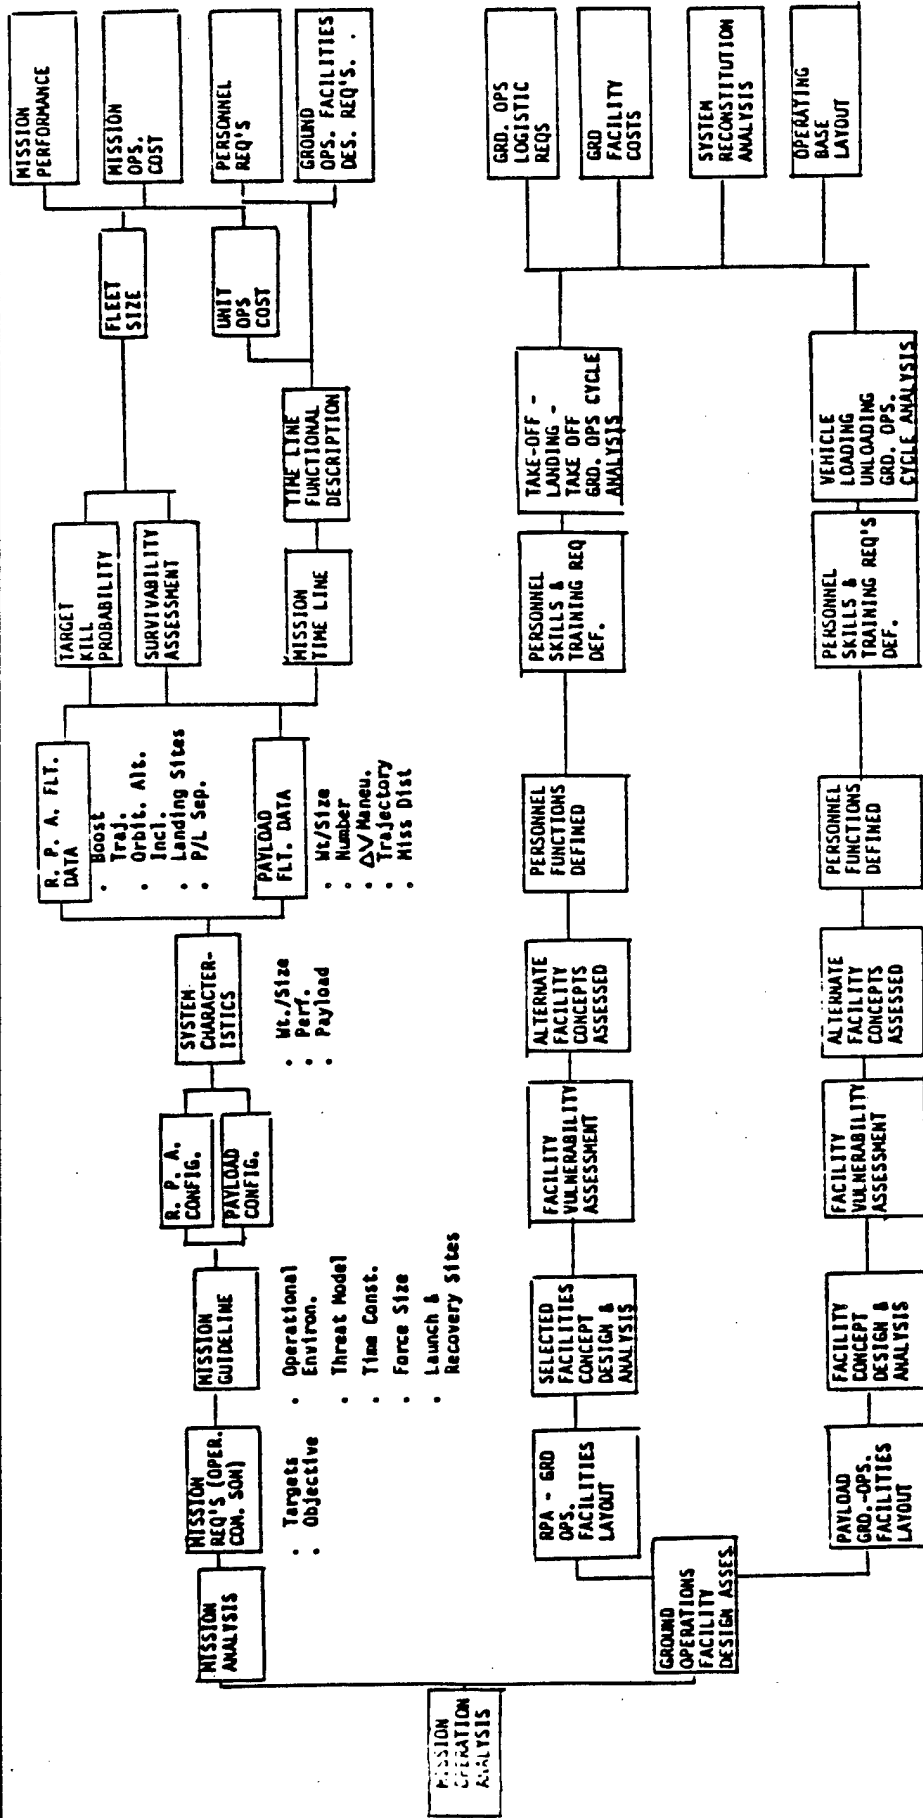 MISSION
OPERATION
ANALYSIS
MISSION
ANALYSIS
MISSION
REQ'S (OPER.
COM. SON)
· Targets
· Objective
MISSION
GUIDELINE
· Operational
Environ.
· Threat Model
· Time Const.
· Force Size
· Launch &
Recovery Sites
R. P. A.
CONFIG.
PAYLOAD
CONFIG.
SYSTEM
CHARACTER-
ISTICS
· Wt./Size
· Perf.
· Payload
R. P. A. FLT.
DATA
· Boost
Traj.
· Orbit. Alt.
· Incl.
· Landing Sites
· P/L Sep.
PAYLOAD
FLT. DATA
· Wt/Size
· Number
· ΔV/Maneu.
· Trajectory
· Miss Dist
TARGET
KILL
PROBABILITY
SURVIVABILITY
ASSESSMENT
MISSION
TIME LINE
TIME LINE
FUNCTIONAL
DESCRIPTION
FLEET
SIZE
UNIT
OPS
COST
MISSION
PERFORMANCE
MISSION
OPS.
COST
PERSONNEL
REQ'S
GROUND
OPS. FACILITIES
DES. REQ'S. .
GROUND
OPERATIONS
FACILITY
DESIGN ASSES.
RPA - GRD
OPS.
FACILITIES
LAYOUT
SELECTED
FACILITIES
CONCEPT
DESIGN &
ANALYSIS
FACILITY
VULNERABILITY
ASSESSMENT
ALTERNATE
FACILITY
CONCEPTS
ASSESSED
PERSONNEL
FUNCTIONS
DEFINED
PERSONNEL
SKILLS &
TRAINING REQ
DEF.
TAKE-OFF -
LANDING -
TAKE OFF
GRD. OPS CYCLE
ANALYSIS
PAYLOAD
GRD.-OPS.
FACILITIES
LAYOUT
FACILITY
CONCEPT
DESIGN &
ANALYSIS
FACILITY
VULNERABILITY
ASSESSMENT
ALTERNATE
FACILITY
CONCEPTS
ASSESSED
PERSONNEL
FUNCTIONS
DEFINED
PERSONNEL
SKILLS &
TRAINING REQ'S
DEF.
VEHICLE
LOADING
UNLOADING
GRD. OPS.
CYCLE ANALYSIS
GRD. OPS
LOGISTIC
REQS
GRD
FACILITY
COSTS
SYSTEM
RECONSTITUTION
ANALYSIS
OPERATING
BASE
LAYOUT